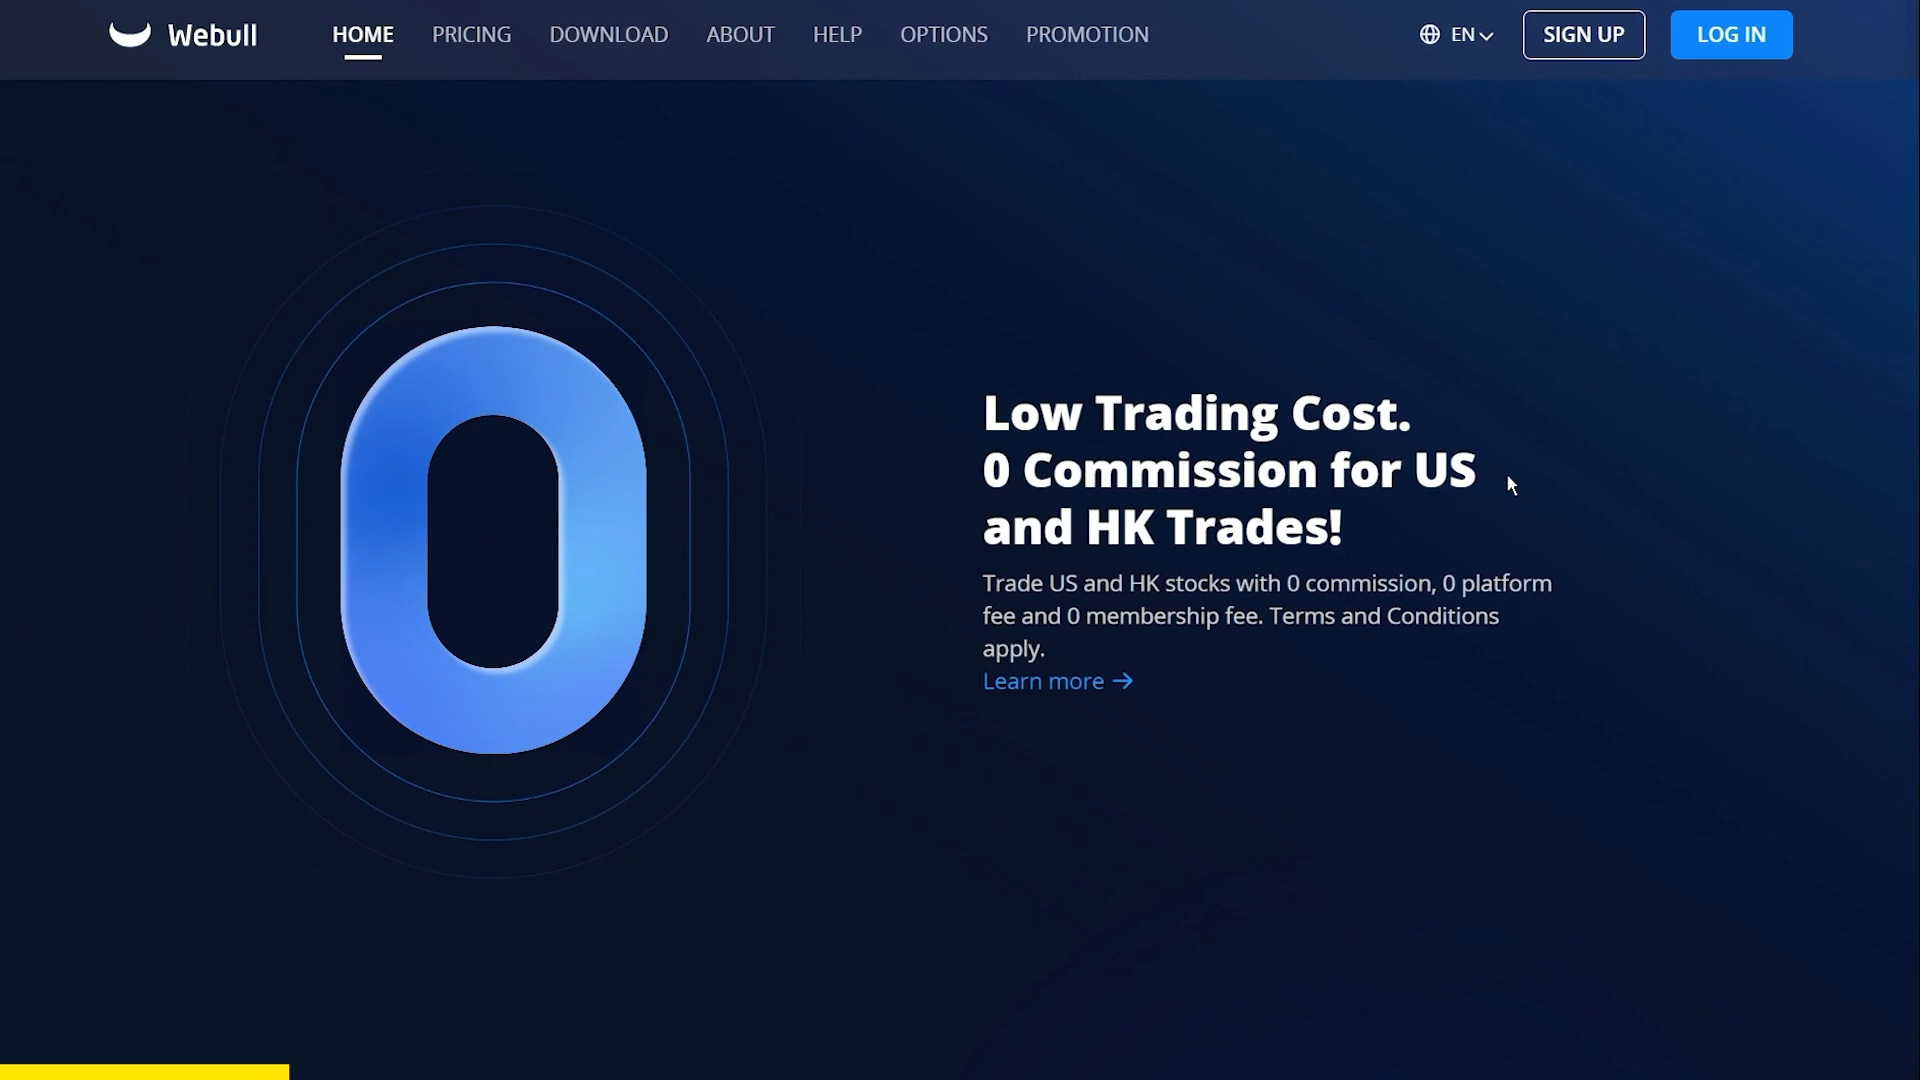 Webull
HOME
PRICING
DOWNLOAD
ABOUT
HELP
OPTIONS
PROMOTION
EN
SIGN UP
LOG IN
0
Low Trading Cost.
0 Commission for US
and HK Trades!
Trade US and HK stocks with 0 commission, 0 platform
fee and 0 membership fee. Terms and Conditions
apply.
Learn more →